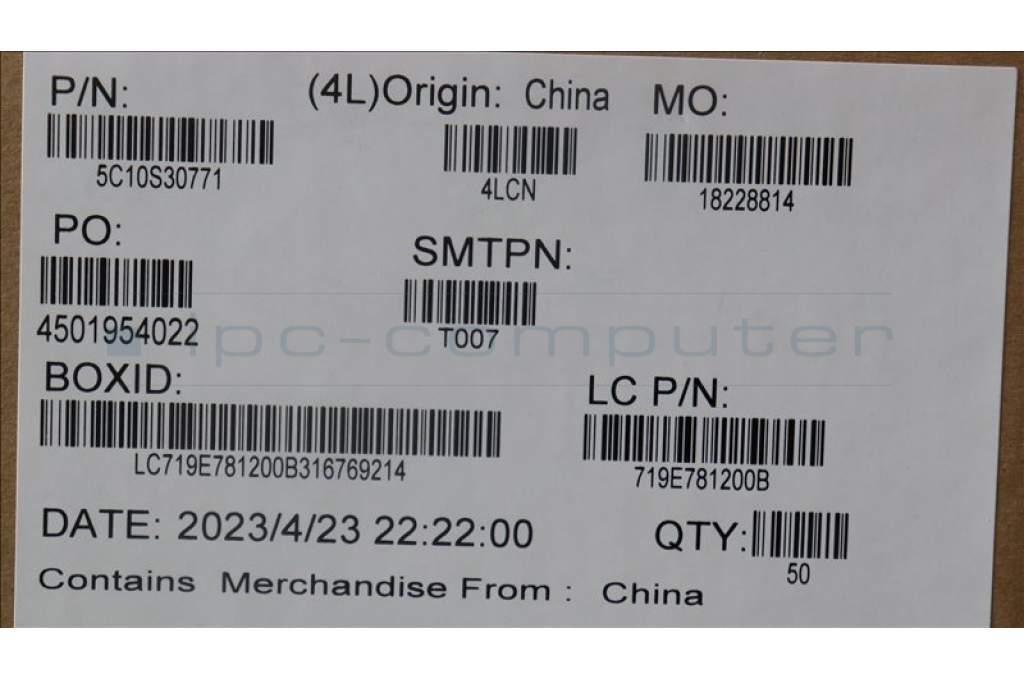 P/N: (4L)Origin: China MO:
5C10S30771 4LCN 18228814
PO: SMTPN:
4501954022 T007
ipc-computer
BOXID: LC P/N:
LC719E781200B316769214 719E781200B
DATE: 2023/4/23 22:22:00 QTY:
50
Contains Merchandise From : China